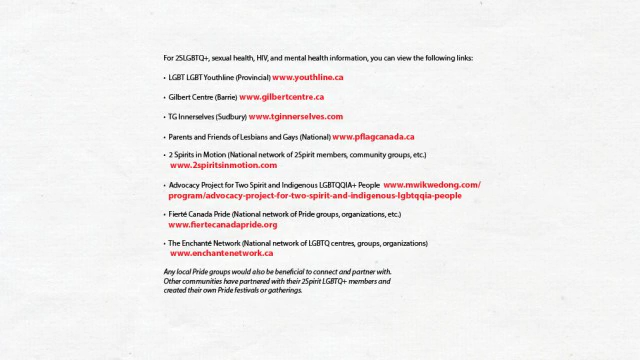 For 2SLGBTQ+, sexual health, HIV, and mental health information, you can view the following links:
• LGBT LGBT Youthline (Provincial) www.youthline.ca
• Gilbert Centre (Barrie) www.gilbertcentre.ca
• TG Innerselves (Sudbury) www.tginnerselves.com
• Parents and Friends of Lesbians and Gays (National) www.pflagcanada.ca
• 2 Spirits in Motion (National network of 2Spirit members, community groups, etc.)
www.2spiritsinmotion.com
• Advocacy Project for Two Spirit and Indigenous LGBTQQIA+ People www.mwikwedong.com/
program/advocacy-project-for-two-spirit-and-indigenous-lgbtqqia-people
• Fierté Canada Pride (National network of Pride groups, organizations, etc.)
www.fiertecanadapride.org
• The Enchanté Network (National network of LGBTQ centres, groups, organizations)
www.enchantenetwork.ca
Any local Pride groups would also be beneficial to connect and partner with.
Other communities have partnered with their 2Spirit LGBTQ+ members and
created their own Pride festivals or gatherings.